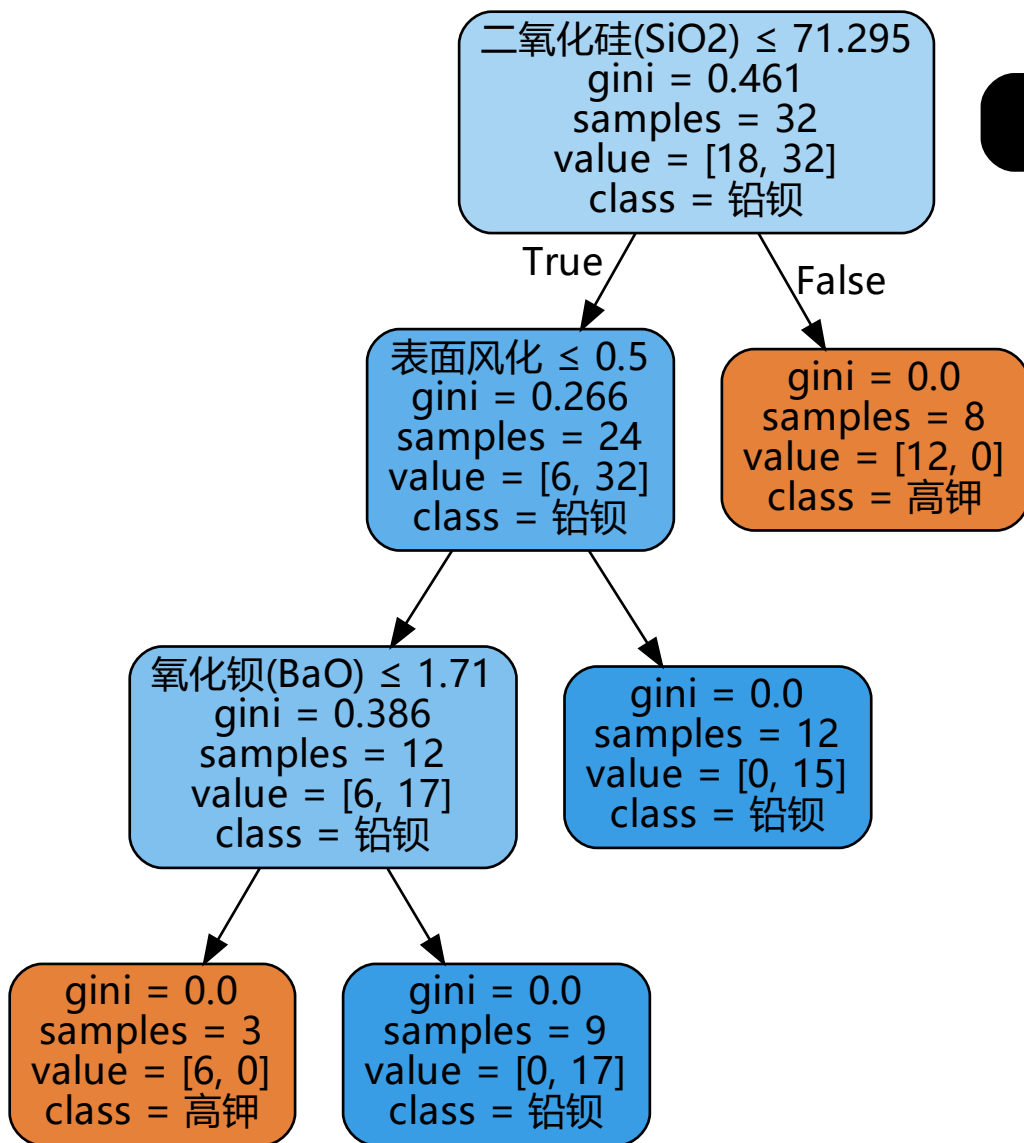 二氧化硅(SiO2) ≤ 71.295
gini = 0.461
samples = 32
value = [18, 32]
class = 铅钡
True
False
表面风化 ≤ 0.5
gini = 0.266
samples = 24
value = [6, 32]
class = 铅钡
gini = 0.0
samples = 8
value = [12, 0]
class = 高钾
氧化钡(BaO) ≤ 1.71
gini = 0.386
samples = 12
value = [6, 17]
class = 铅钡
gini = 0.0
samples = 12
value = [0, 15]
class = 铅钡
gini = 0.0
samples = 3
value = [6, 0]
class = 高钾
gini = 0.0
samples = 9
value = [0, 17]
class = 铅钡